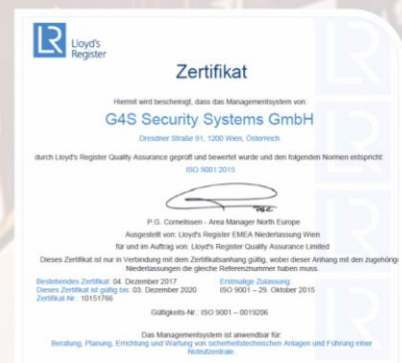 LR
Lloyd's
Register
Zertifikat
Hiermit wird bescheinigt, dass das Managementsystem von:
G4S Security Systems GmbH
Dresdner Straße 91, 1200 Wien, Österreich
durch Lloyd's Register Quality Assurance geprüft und bewertet wurde und den folgenden Normen entspricht:
ISO 9001:2015
P.G. Cornelissen - Area Manager North Europe
Ausgestellt von: Lloyd's Register EMEA Niederlassung Wien
für und im Auftrag von: Lloyd's Register Quality Assurance Limited
Dieses Zertifikat ist nur in Verbindung mit dem Zertifikatsanhang gültig, wobei dieser Anhang mit den zugehörige
Niederlassungen die gleiche Referenznummer haben muss.
Bestehendes Zertifikat: 04. Dezember 2017
Dieses Zertifikat ist gültig bis: 03. Dezember 2020
Zertifikat Nr.: 10151766
Erstmalige Zulassung:
ISO 9001 – 29. Oktober 2015
Gültigkeits-Nr.: ISO 9001 – 0019206
Das Managementsystem ist anwendbar für:
Beratung, Planung, Errichtung und Wartung von sicherheitstechnischen Anlagen und Führung einer
Notrufzentrale.